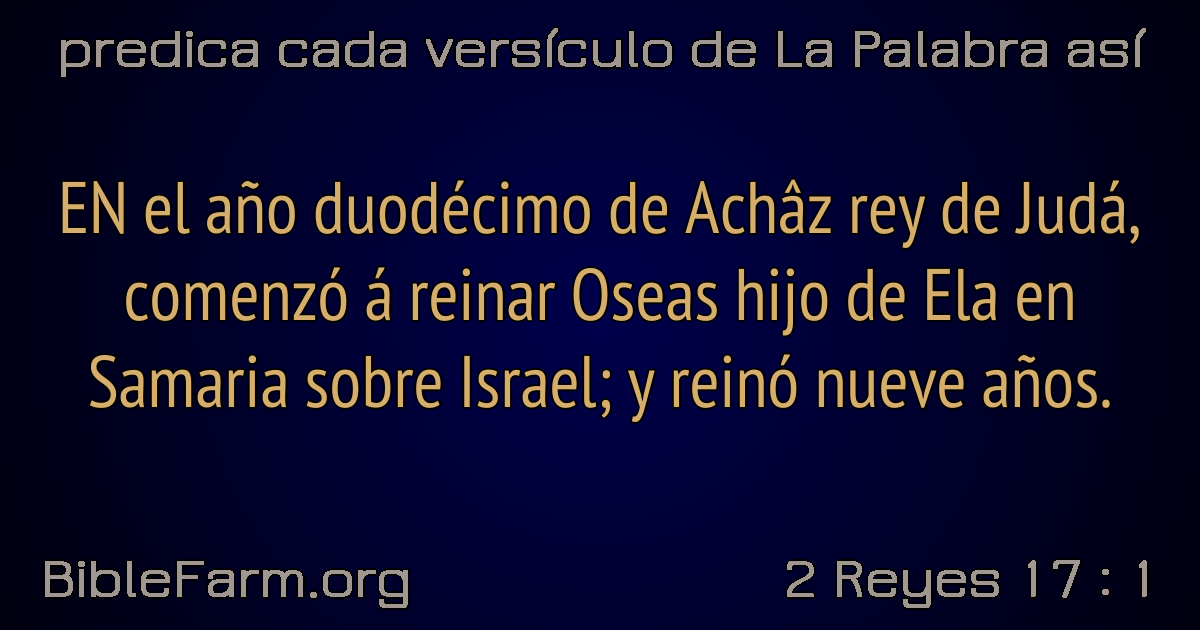 predica cada versículo de La Palabra así
EN el año duodécimo de Achâz rey de Judá,
comenzó á reinar Oseas hijo de Ela en
Samaria sobre Israel; y reinó nueve años.
BibleFarm.org
2 Reyes 17 : 1